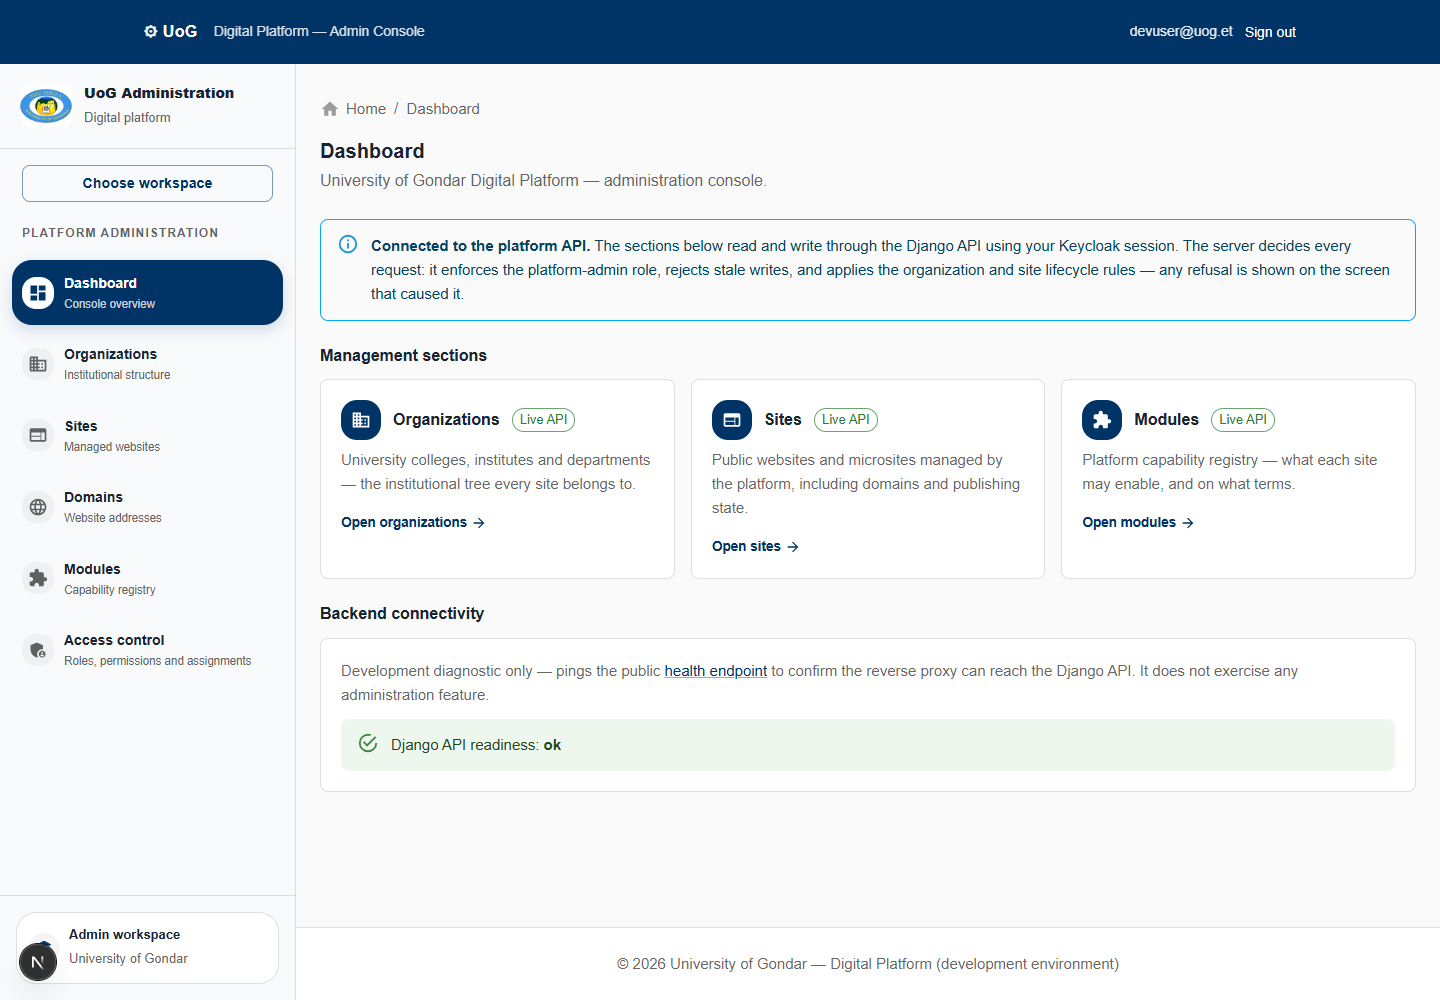 UoG
Digital Platform — Admin Console
devuser@uog.et
Sign out
UoG Administration
Digital platform
Choose workspace
PLATFORM ADMINISTRATION
Dashboard
Console overview
Organizations
Institutional structure
Sites
Managed websites
Domains
Website addresses
Modules
Capability registry
Access control
Roles, permissions and assignments
Admin workspace
University of Gondar
N
Home / Dashboard
Dashboard
University of Gondar Digital Platform — administration console.
Connected to the platform API. The sections below read and write through the Django API using your Keycloak session. The server decides every
request: it enforces the platform-admin role, rejects stale writes, and applies the organization and site lifecycle rules — any refusal is shown on the screen
that caused it.
Management sections
Organizations
Live API
University colleges, institutes and departments
— the institutional tree every site belongs to.
Open organizations →
Sites
Live API
Public websites and microsites managed by
the platform, including domains and publishing
state.
Open sites →
Modules
Live API
Platform capability registry — what each site
may enable, and on what terms.
Open modules →
Backend connectivity
Development diagnostic only — pings the public health endpoint to confirm the reverse proxy can reach the Django API. It does not exercise any
administration feature.
Django API readiness: ok
© 2026 University of Gondar — Digital Platform (development environment)